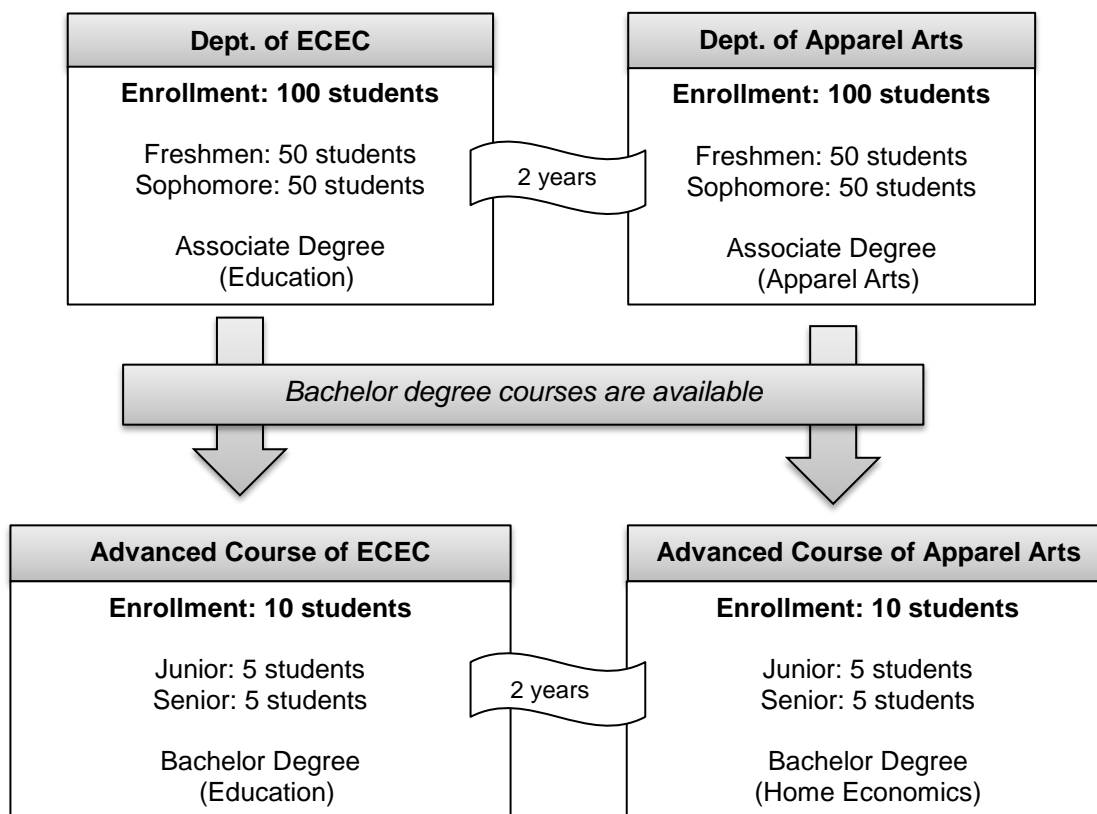 Dept. of ECEC
Enrollment: 100 students
Freshmen: 50 students
Sophomore: 50 students
Associate Degree
(Education)
2 years
Dept. of Apparel Arts
Enrollment: 100 students
Freshmen: 50 students
Sophomore: 50 students
Associate Degree
(Apparel Arts)
Bachelor degree courses are available
Advanced Course of ECEC
Enrollment: 10 students
Junior: 5 students
Senior: 5 students
Bachelor Degree
(Education)
2 years
Advanced Course of Apparel Arts
Enrollment: 10 students
Junior: 5 students
Senior: 5 students
Bachelor Degree
(Home Economics)